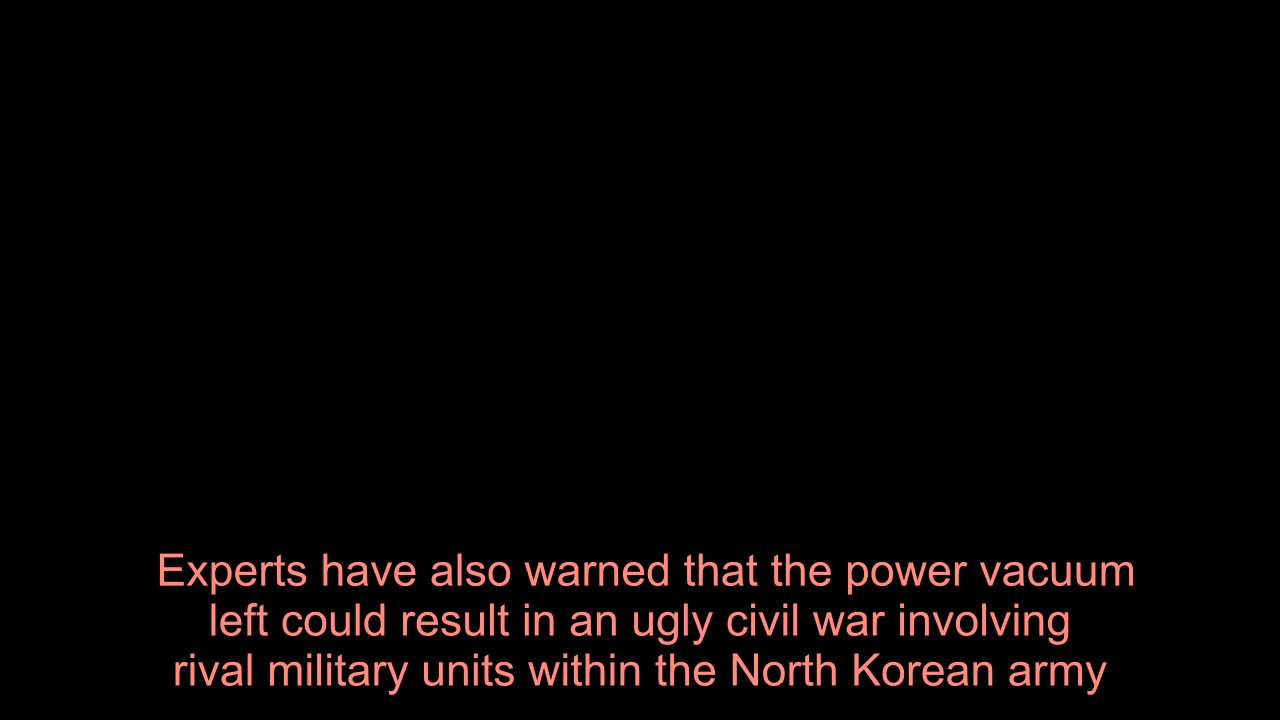 Experts have also warned that the power vacuum
left could result in an ugly civil war involving
rival military units within the North Korean army